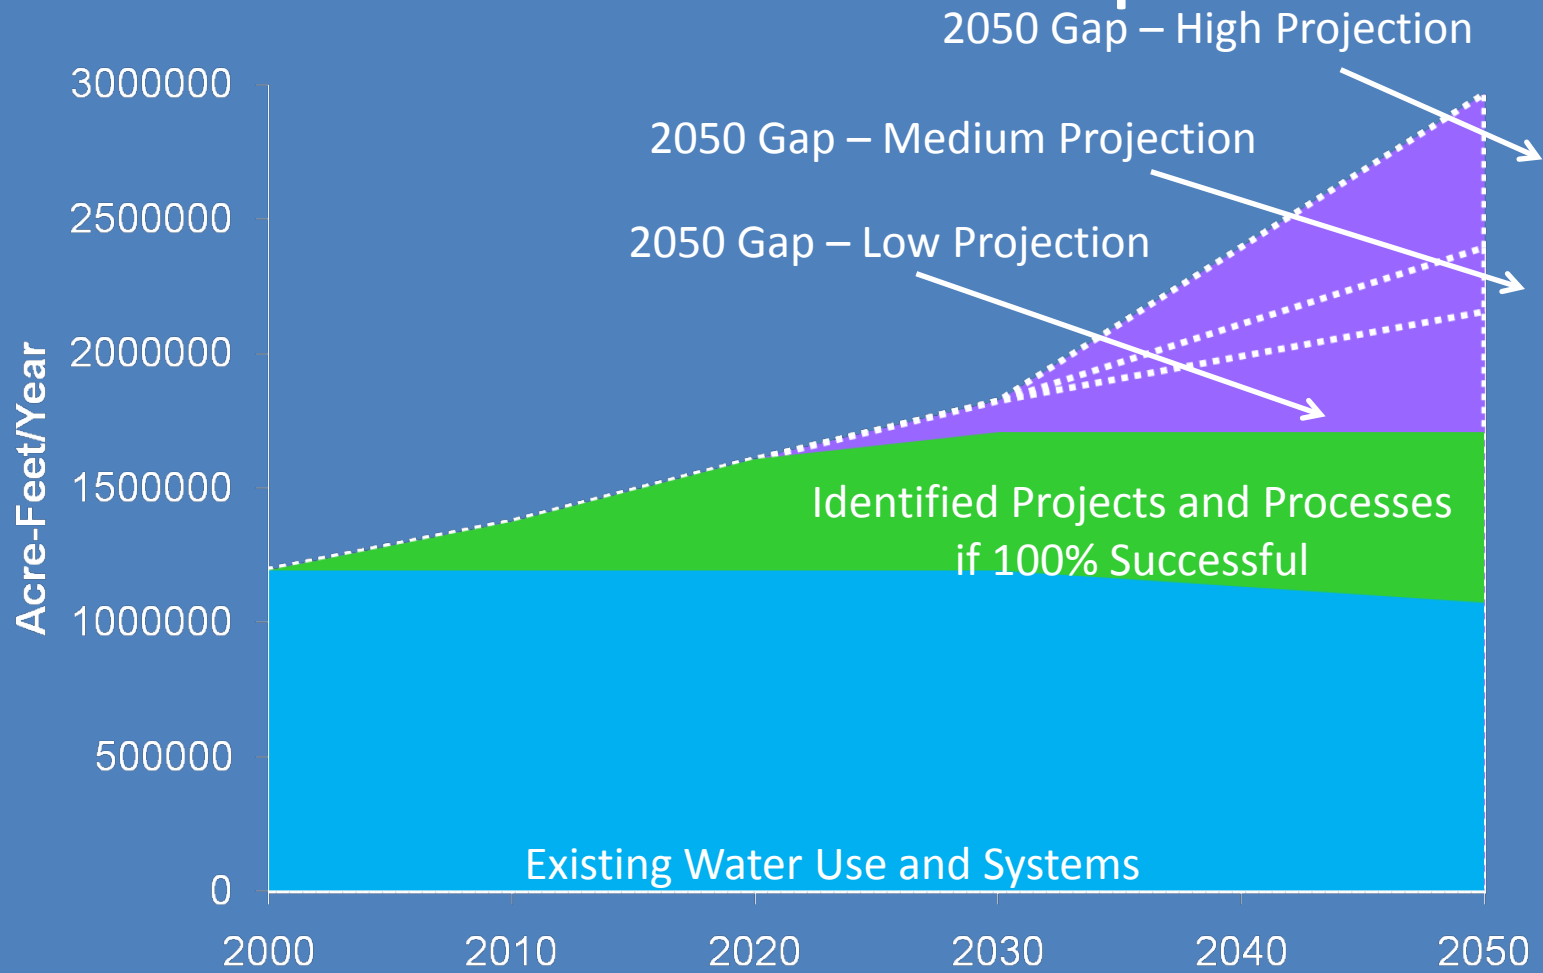 2050 Gap – High Projection
2050 Gap – Medium Projection
2050 Gap – Low Projection
3000000
2500000
2000000
1500000
1000000
500000
0
Acre-Feet/Year
Identified Projects and Processes
if 100% Successful
Existing Water Use and Systems
2000
2010
2020
2030
2040
2050